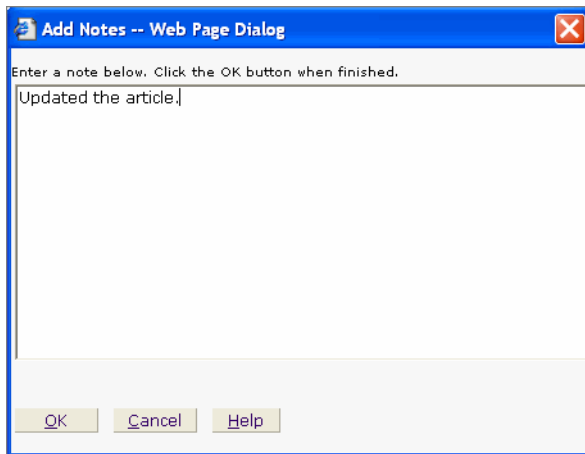 Add Notes -- Web Page Dialog
Enter a note below. Click the OK button when finished.
Updated the article.
OK Cancel Help